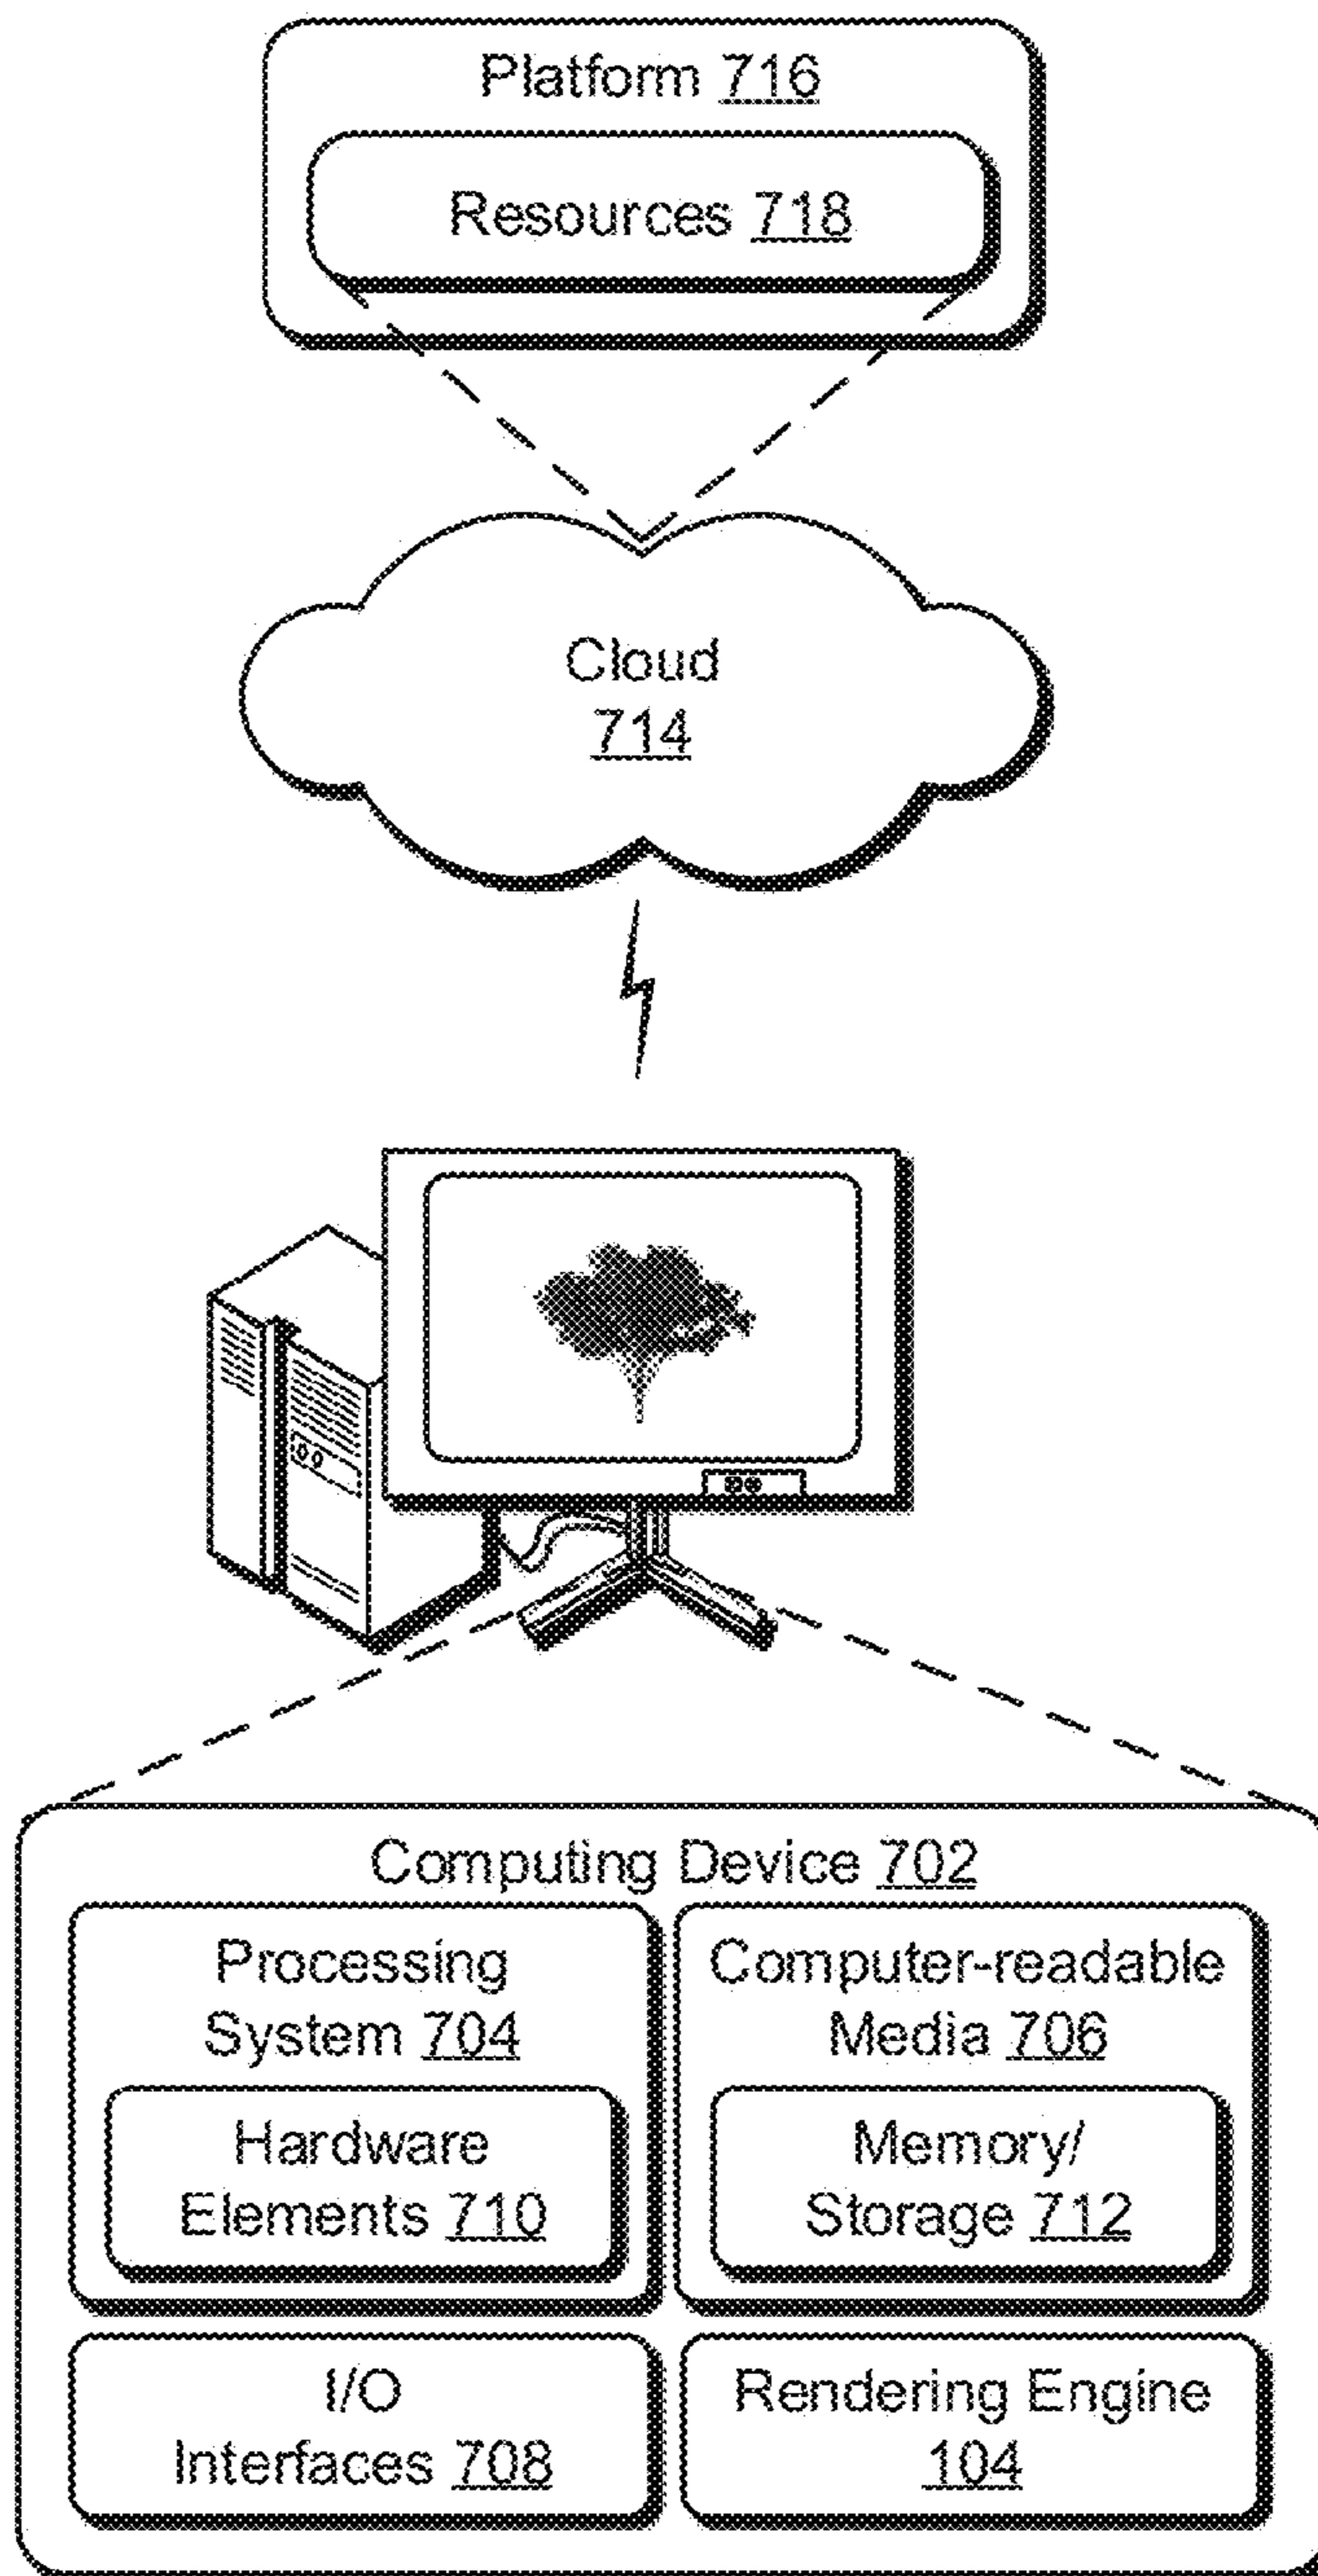 Platform 716
Resources 718
Cloud
714
Computing Device 702
Processing
System 704
Hardware
Elements 710
Computer-readable
Media 706
Memory/
Storage 712
I/O
Interfaces 708
Rendering Engine
104